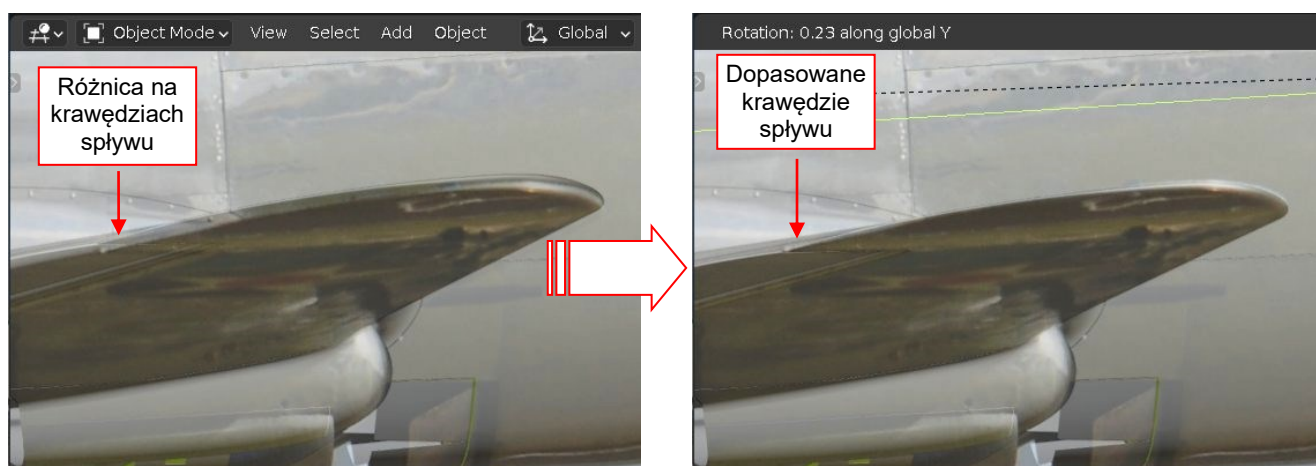 Object Mode View Select Add Object Global
Różnica na
krawędziach
spływu
Rotation: 0.23 along global Y
Dopasowane
krawędzie
spływu